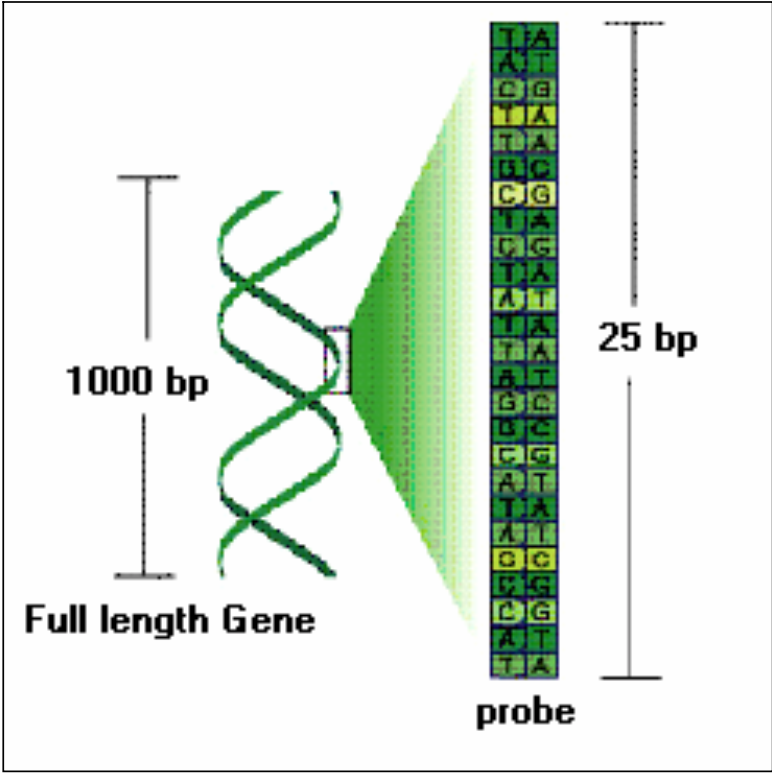 T A
A T
C G
T A
T A
G C
C G
T A
C G
T A
A T
T A
T A
A T
G C
G C
C G
A T
T A
A T
G C
C G
C G
A T
T A
25 bp
1000 bp
Full length Gene
probe